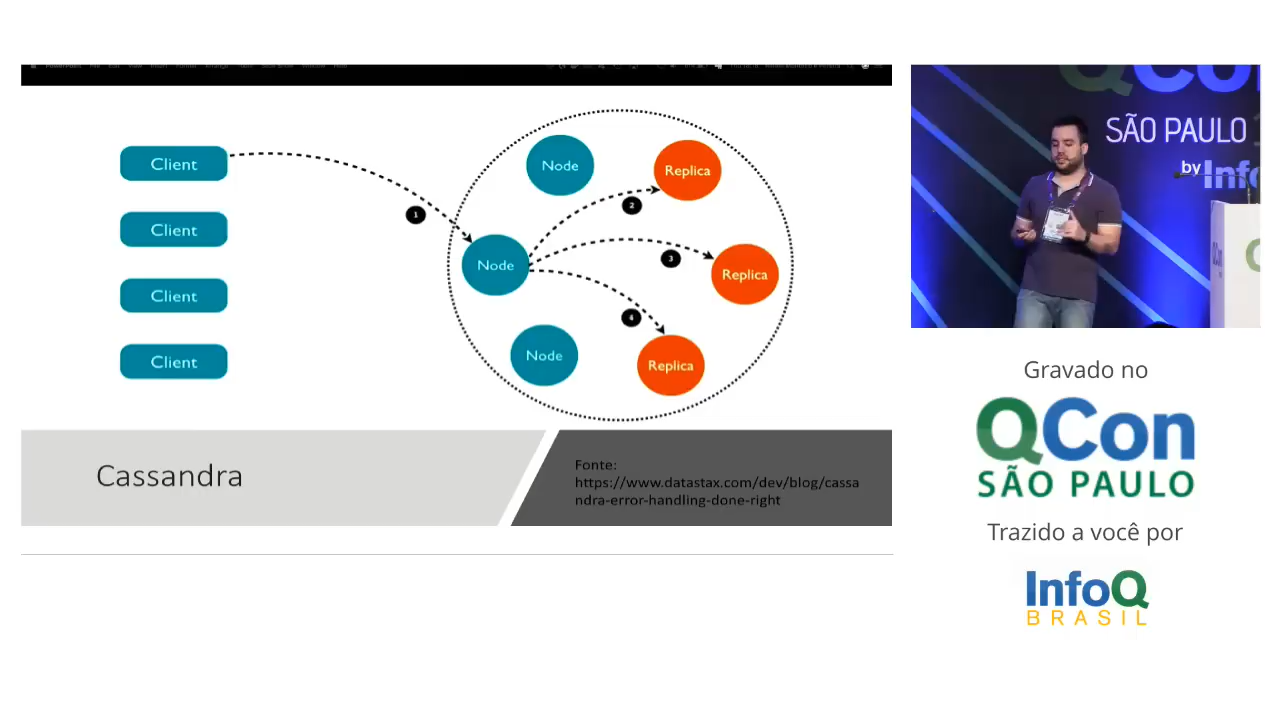 Client
Client
Client
Client
1
2
3
4
Node
Node
Node
Replica
Replica
Replica
Cassandra
Fonte:
https://www.datastax.com/dev/blog/cassa
ndra-error-handling-done-right
SÃO PAULO
by Info
Gravado no
QCon
SÃO PAULO
Trazido a você por
InfoQ
BRASIL